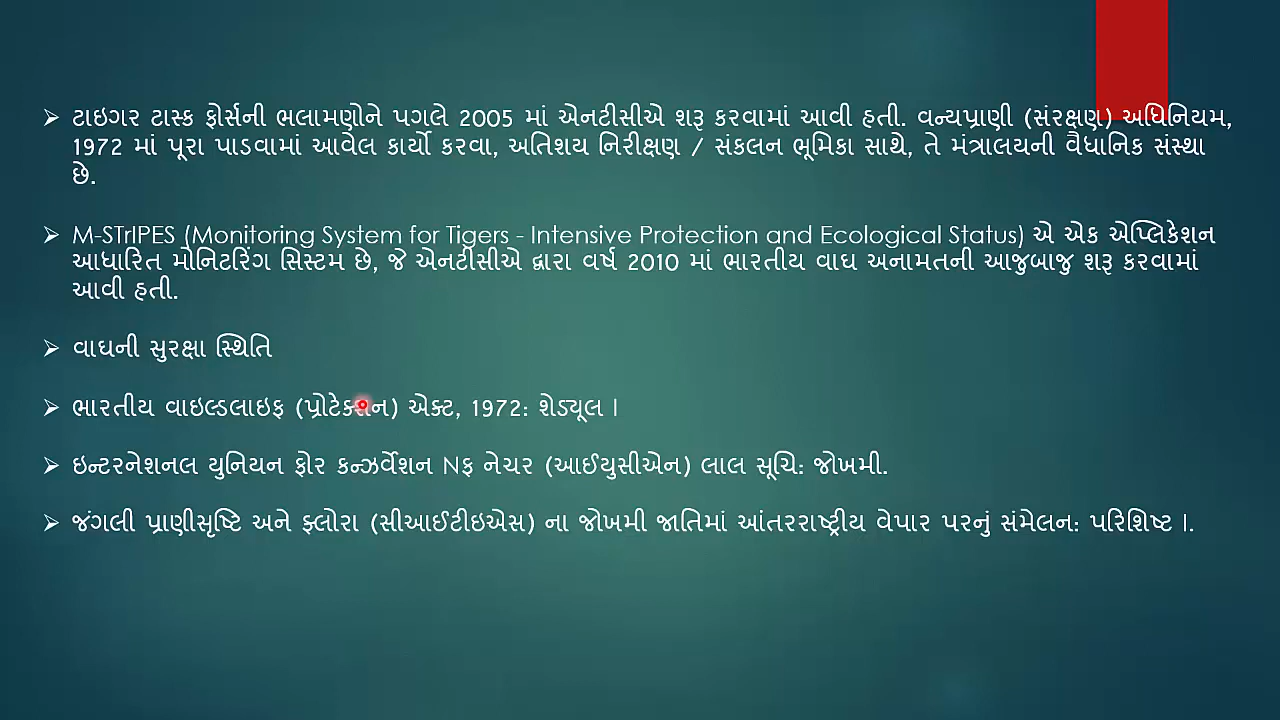 ➢ ટાઇગર ટાસ્ક ફોર્સની ભલામણોને પગલે 2005 માં એનટીસીએ શરૂ કરવામાં આવી હતી. વન્યપ્રાણી (સંરક્ષણ) અધિનિયમ,
1972 માં પૂરા પાડવામાં આવેલ કાર્યો કરવા, અતિશય નિરીક્ષણ / સંકલન ભૂમિકા સાથે, તે મંત્રાલયની વૈધાનિક સંસ્થા
છે.
➢ M-STrIPES (Monitoring System for Tigers - Intensive Protection and Ecological Status) એ એક એપ્લિકેશન
આધારિત મોનિટરિંગ સિસ્ટમ છે, જે એનટીસીએ દ્વારા વર્ષ 2010 માં ભારતીય વાઘ અનામતની આજુબાજુ શરૂ કરવામાં
આવી હતી.
➢ વાઘની સુરક્ષા સ્થિતિ
➢ ભારતીય વાઇલ્ડલાઇફ (પ્રોટેક્શન) એક્ટ, 1972: શેડ્યૂલ I
➢ ઇન્ટરનેશનલ યુનિયન ફોર કન્ઝર્વેશન Nફ નેચર (આઈયુસીએન) લાલ સૂચિ: જોખમી.
➢ જંગલી પ્રાણીસૃષ્ટિ અને ફ્લોરા (સીઆઈટીઇએસ) ના જોખમી જાતિમાં આંતરરાષ્ટ્રીય વેપાર પરનું સંમેલન: પરિશિષ્ટ I.